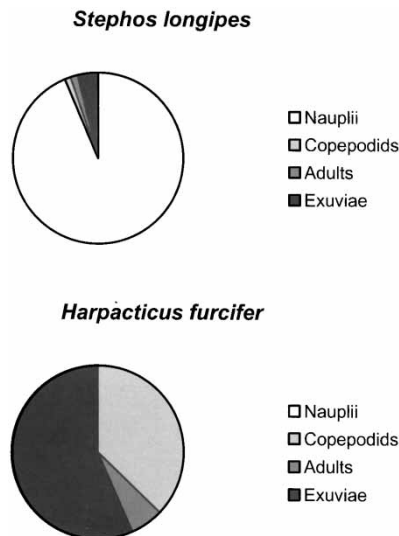 Stephos longipes
Nauplii
Copepodids
Adults
Exuviae
Harpacticus furcifer
Nauplii
Copepodids
Adults
Exuviae